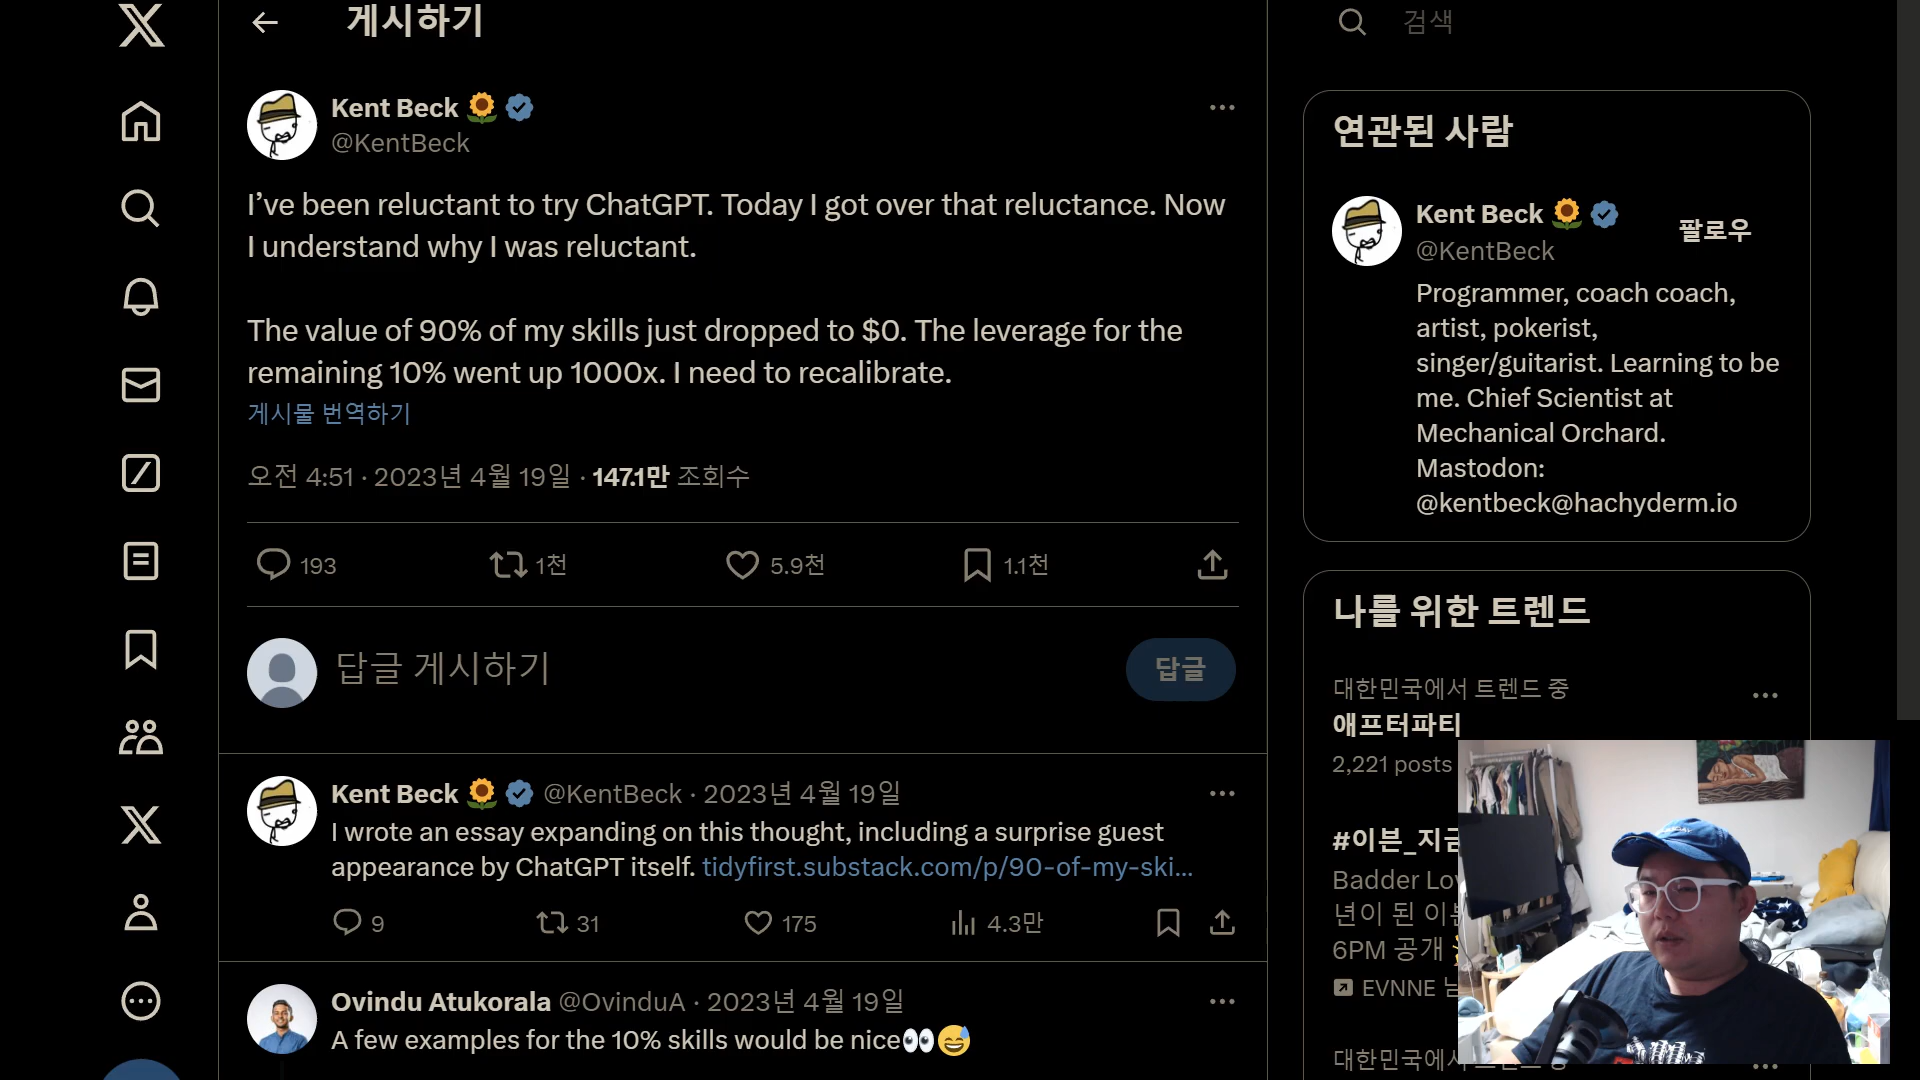 게시하기
Kent Beck
@KentBeck
I’ve been reluctant to try ChatGPT. Today I got over that reluctance. Now
I understand why I was reluctant.
The value of 90% of my skills just dropped to $0. The leverage for the
remaining 10% went up 1000x. I need to recalibrate.
게시물 번역하기
오전 4:51 · 2023년 4월 19일 · 147.1만 조회수
193 1천 5.9천 1.1천
답글 게시하기
답글
Kent Beck @KentBeck · 2023년 4월 19일
I wrote an essay expanding on this thought, including a surprise guest
appearance by ChatGPT itself. tidyfirst.substack.com/p/90-of-my-ski...
9 31 175 4.3만
Ovindu Atukorala @OvinduA · 2023년 4월 19일
A few examples for the 10% skills would be nice👀😅
검색
연관된 사람
Kent Beck
@KentBeck
팔로우
Programmer, coach coach,
artist, pokerist,
singer/guitarist. Learning to be
me. Chief Scientist at
Mechanical Orchard.
Mastodon:
@kentbeck@hachyderm.io
나를 위한 트렌드
대한민국에서 트렌드 중
애프터파티
2,221 posts
#이븐_지금
Badder
년이 된
6PM 공개
EVNNE
대한민국에서 트렌드 중